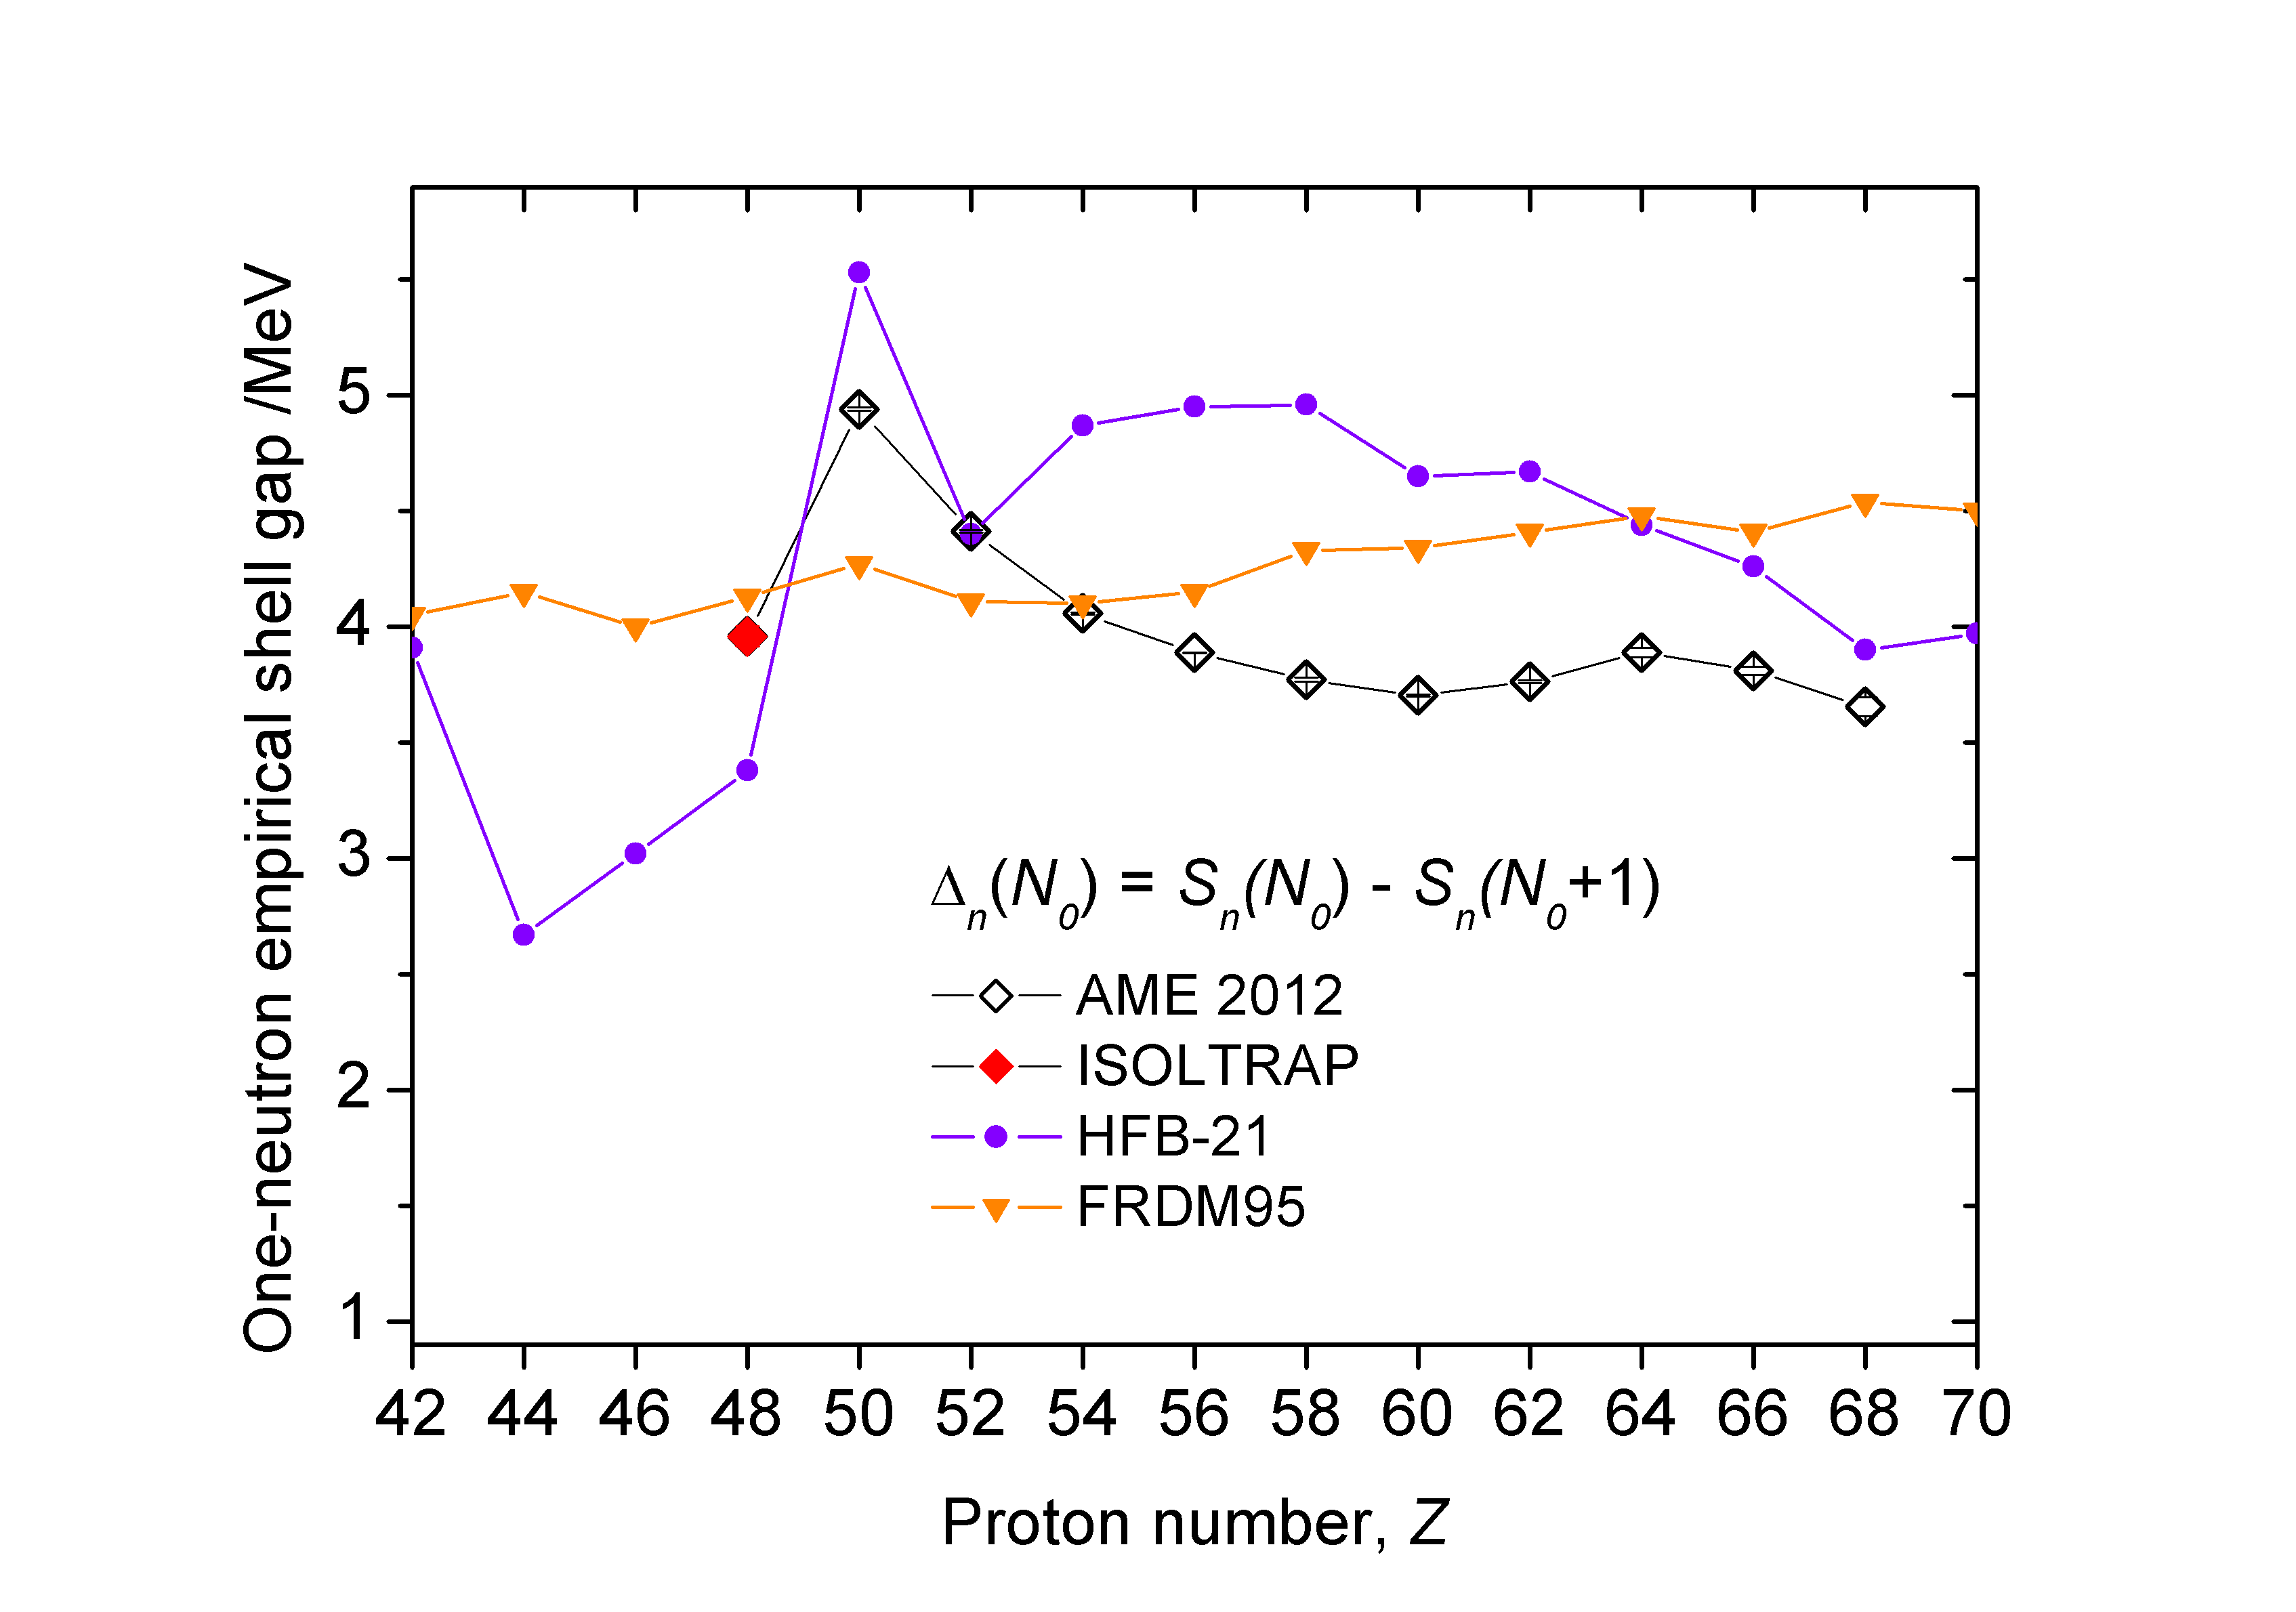 One-neutron empirical shell gap /MeV
5
4
3
2
1
Δn(N0) = Sn(N0) - Sn(N0+1)
AME 2012
ISOLTRAP
HFB-21
FRDM95
42 44 46 48 50 52 54 56 58 60 62 64 66 68 70
Proton number, Z